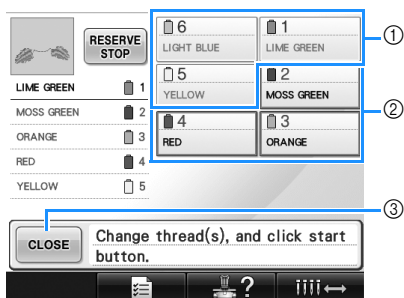 RESERVE
STOP
LIME GREEN 1
MOSS GREEN 2
ORANGE 3
RED 4
YELLOW 5
6
LIGHT BLUE
1
LIME GREEN
5
YELLOW
2
MOSS GREEN
4
RED
3
ORANGE
①
②
③
CLOSE
Change thread(s), and click start
button.
?